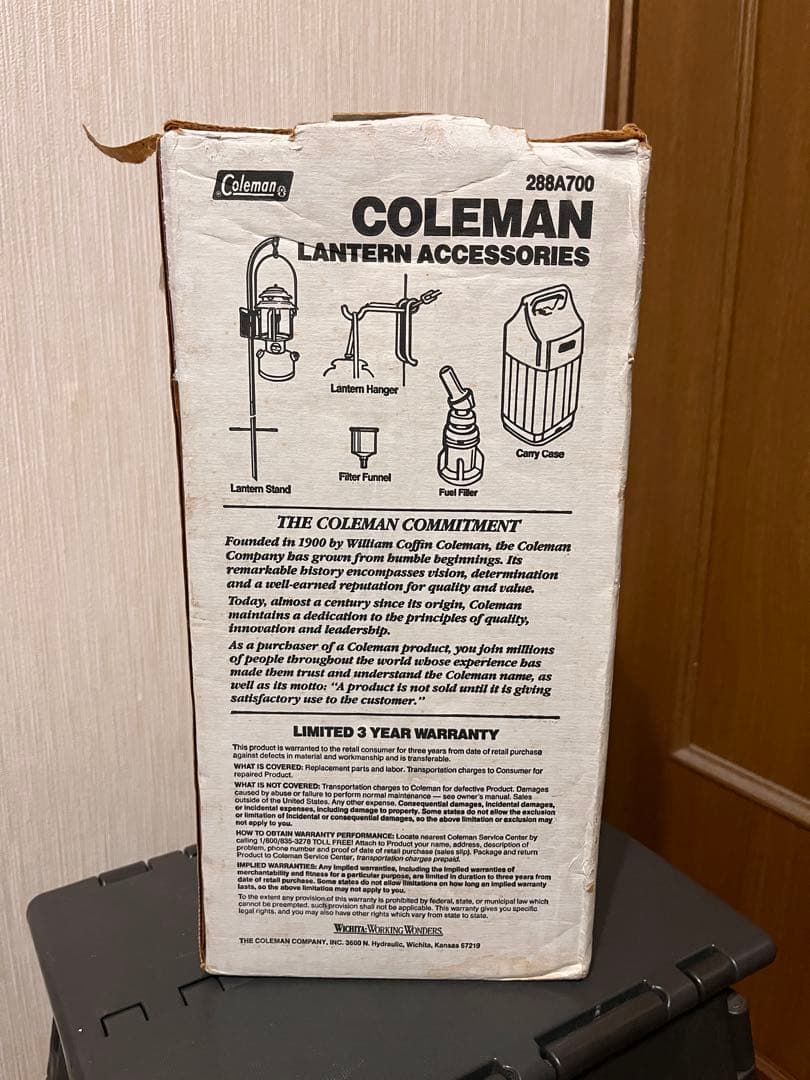 Coleman
288A700
COLEMAN
LANTERN ACCESSORIES
Lantern Hanger
Carry Case
Filter Funnel
Lantern Stand
Fuel Filler
THE COLEMAN COMMITMENT
Founded in 1900 by William Coffin Coleman, the Coleman
Company has grown from humble beginnings. Its
remarkable history encompasses vision, determination
and a well-earned reputation for quality and value.
Today, almost a century since its origin, Coleman
maintains a dedication to the principles of quality,
innovation and leadership.
As a purchaser of a Coleman product, you join millions
of people throughout the world whose experience has
made them trust and understand the Coleman name, as
well as its motto: “A product is not sold until it is giving
satisfactory use to the customer.”
LIMITED 3 YEAR WARRANTY
This product is warranted to the retail consumer for three years from date of retail purchase
against defects in material and workmanship and is transferable.
WHAT IS COVERED: Replacement parts and labor. Transportation charges to Consumer for
repaired Product.
WHAT IS NOT COVERED: Transportation charges to Coleman for defective Product. Damages
caused by abuse or failure to perform normal maintenance — see owner's manual. Sales
outside of the United States. Any other expense. Consequential damages, incidental damages,
or incidental expenses, including damage to property. Some states do not allow the exclusion
or limitation of incidental or consequential damages, so the above limitation or exclusion may
not apply to you.
HOW TO OBTAIN WARRANTY PERFORMANCE: Locate nearest Coleman Service Center by
calling 1/800/835-3278 TOLL FREE! Attach to Product your name, address, description of
problem, phone number and proof of date of retail purchase (sales slip). Package and return
Product to Coleman Service Center, transportation charges prepaid.
IMPLIED WARRANTIES: Any implied warranties, including the implied warranties of
merchantability and fitness for a particular purpose, are limited in duration to three years from
date of retail purchase. Some states do not allow limitations on how long an implied warranty
lasts, so the above limitation may not apply to you.
To the extent any provision of this warranty is prohibited by federal, state, or municipal law which
cannot be preempted, such provision shall not be applicable. This warranty gives you specific
legal rights, and you may also have other rights which vary from state to state.
WICHITA: WORKING WONDERS.
THE COLEMAN COMPANY, INC. 3600 N. Hydraulic, Wichita, Kansas 67219